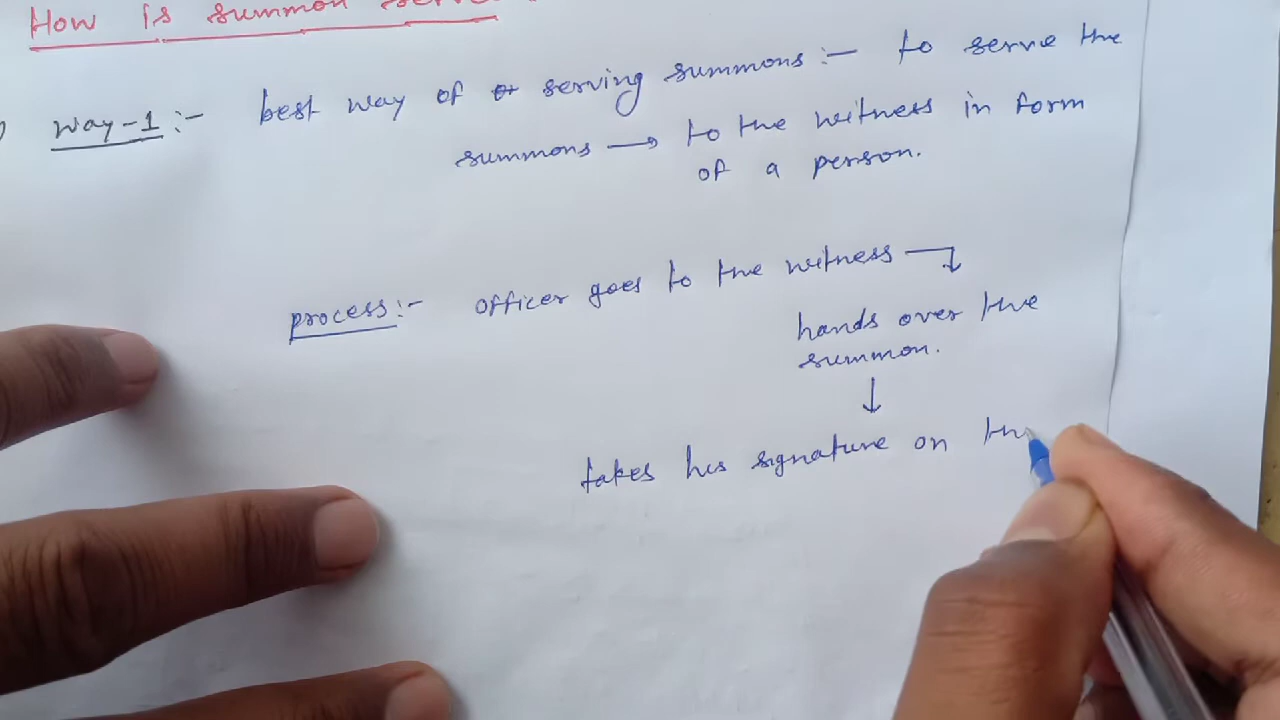 How is summon
Way-1 :- best way of serving summons :- to serve the
summons → to the witness in form
of a person.
process :- officer goes to the witness
hands over the
summon.
↓
takes his signature on the